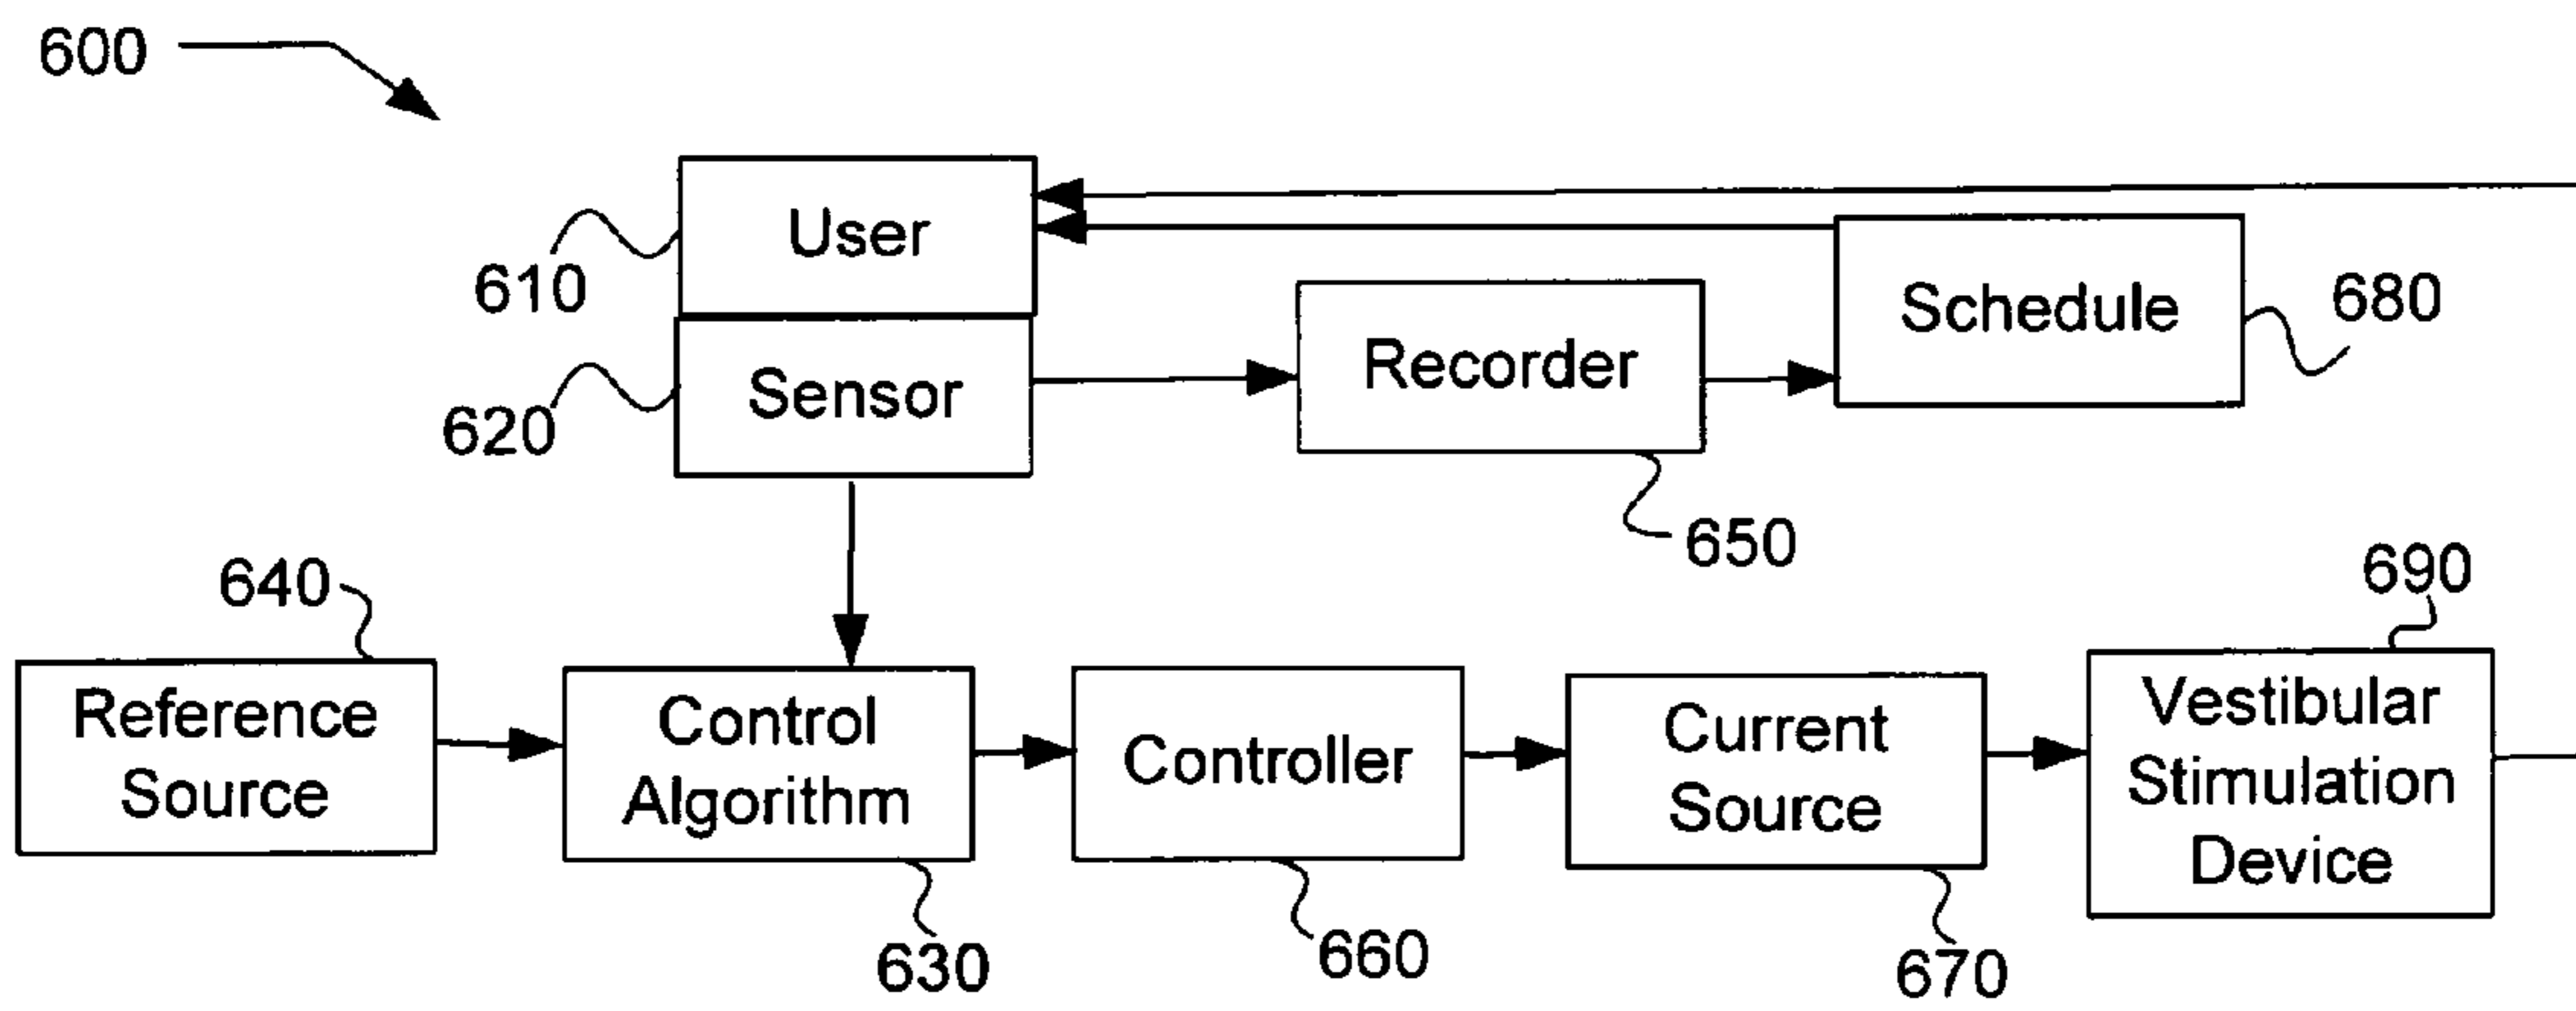 600
User
610
Schedule
680
Recorder
Sensor
620
650
640
690
Reference
Source
Control
Algorithm
Controller
Current
Source
Vestibular
Stimulation
Device
630
660
670